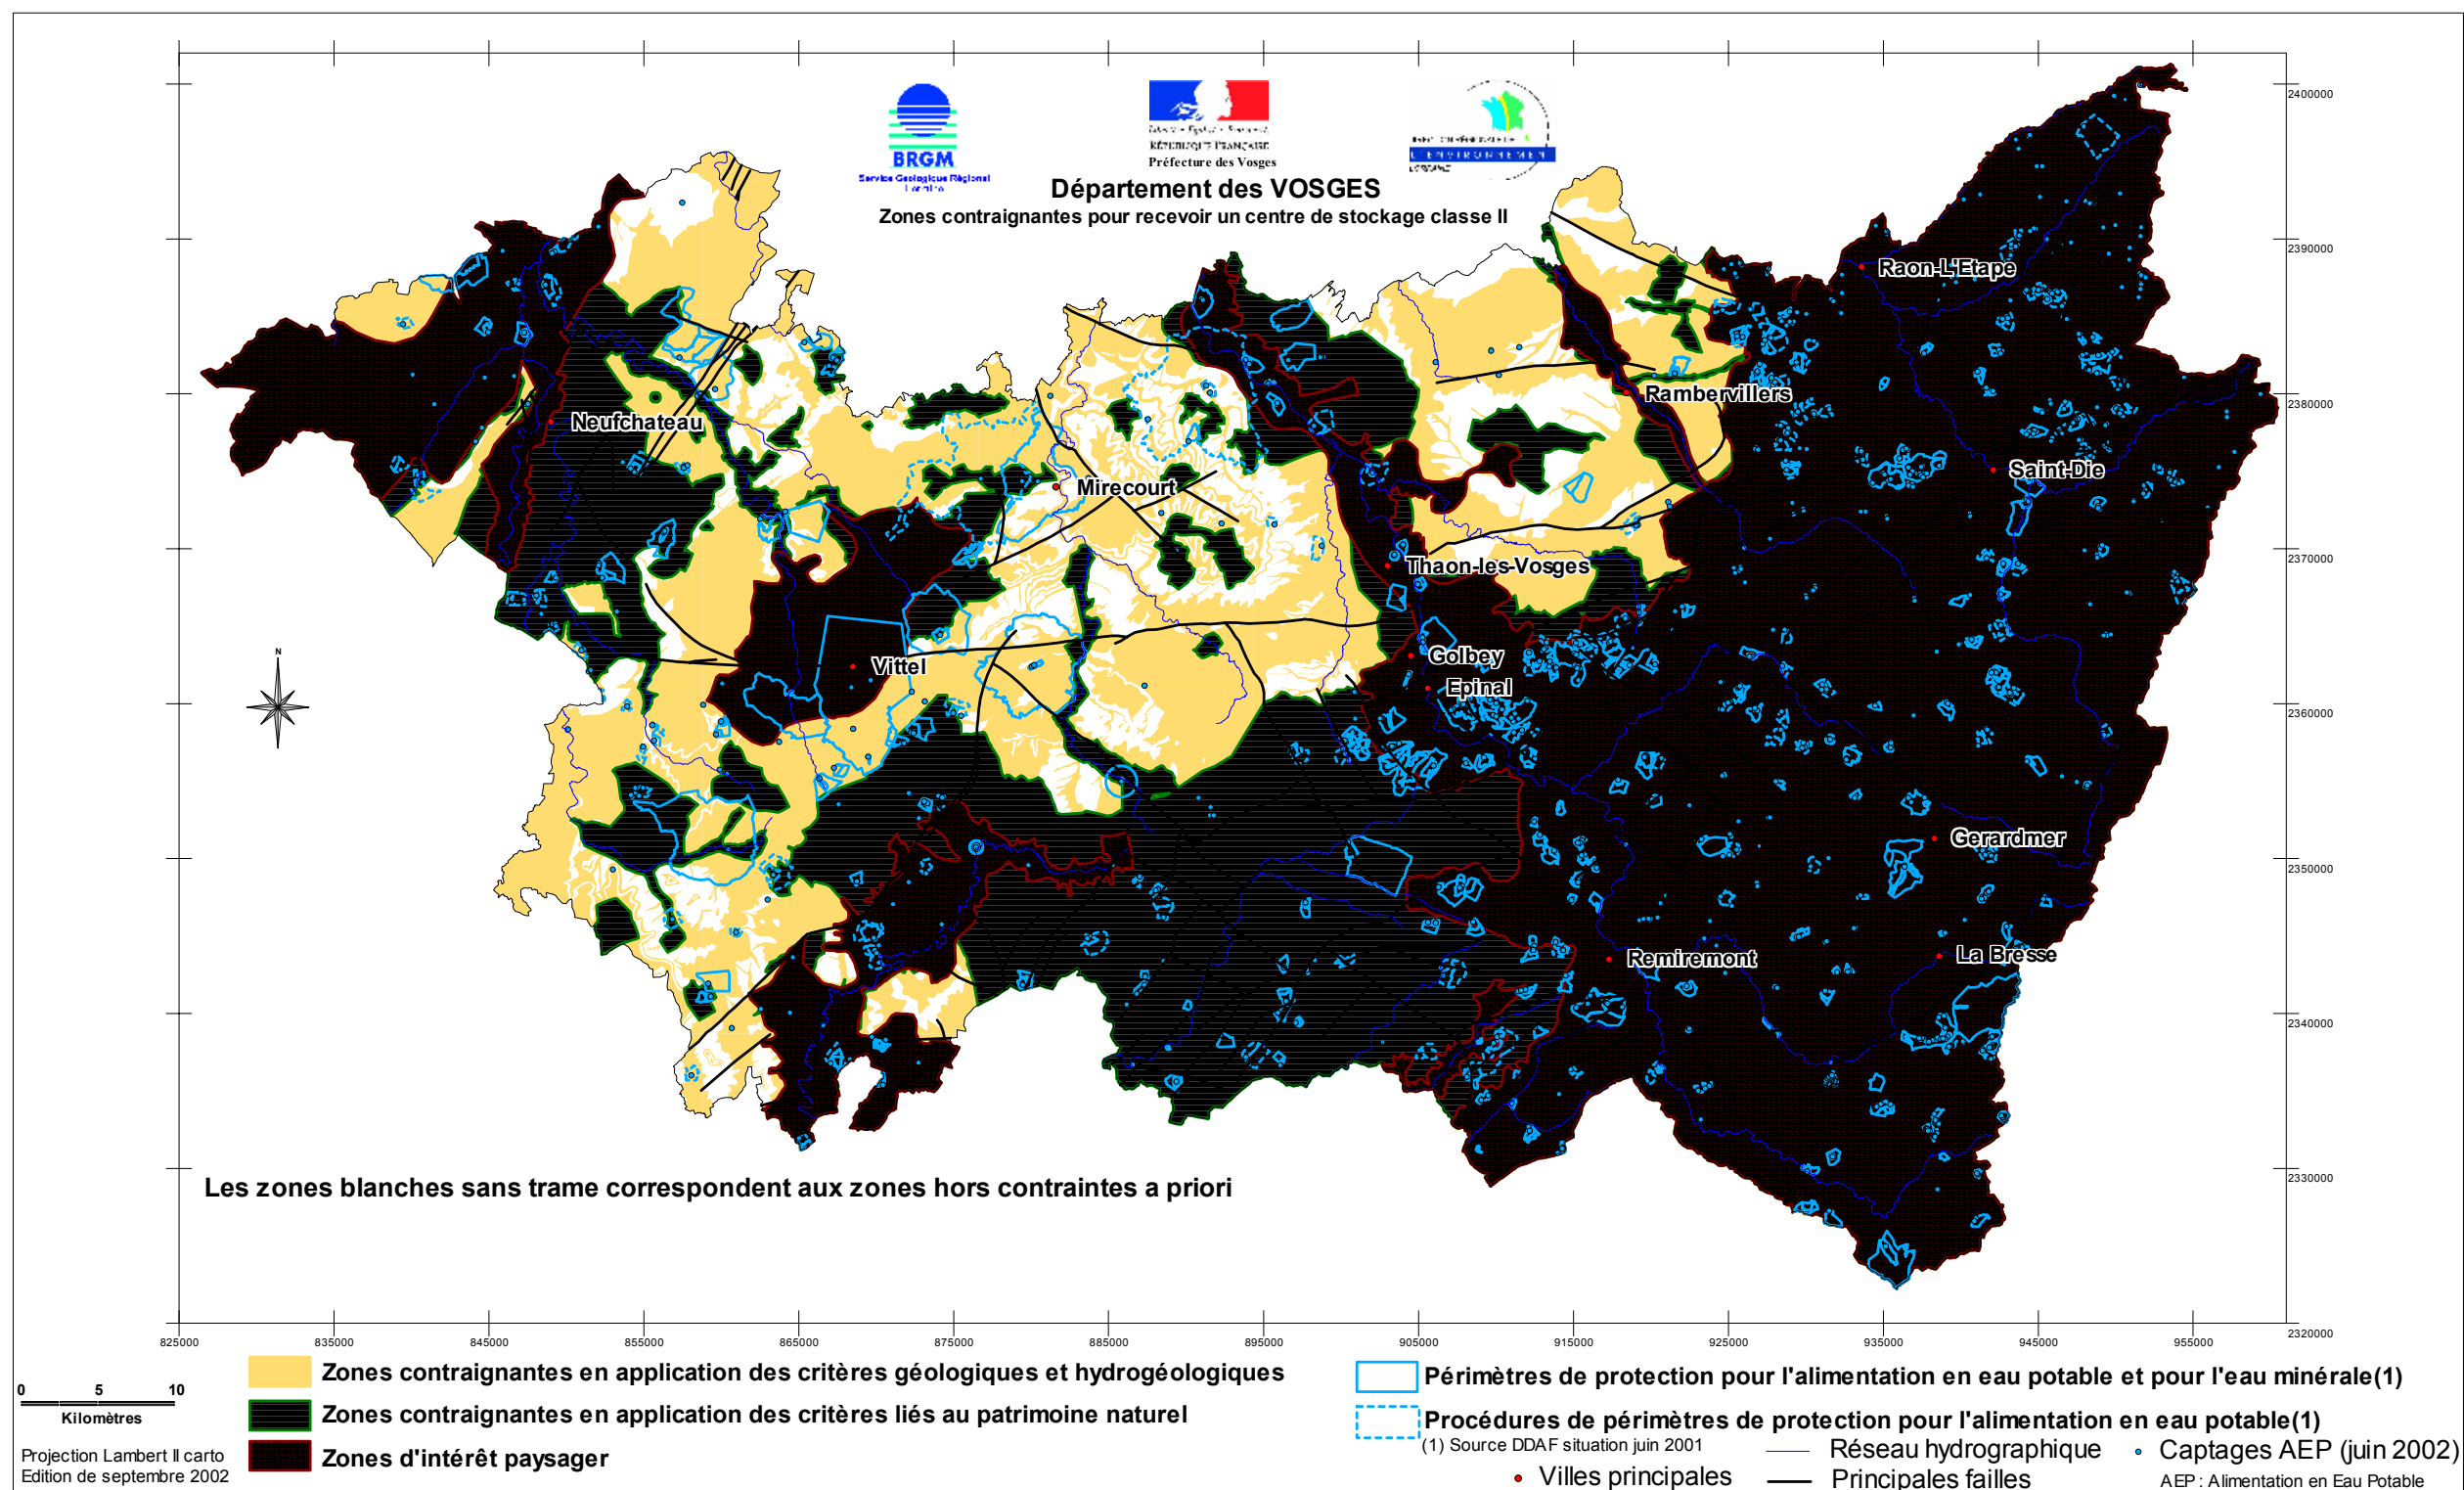 BRGM
Service Géologique Régional
Lorraine
RÉPUBLIQUE FRANÇAISE
Préfecture des Vosges
L'ENVIRONNEMEN
LORRAINE
Département des VOSGES
Zones contraignantes pour recevoir un centre de stockage classe II
2400000
2390000
2380000
2370000
2360000
2350000
2340000
2330000
2320000
Raon-L'Etape
Rambervillers
Neufchateau
Saint-Die
Mirecourt
Thaon-les-Vosges
Golbey
Vittel
Epinal
Gerardmer
La Bresse
Remiremont
N
Les zones blanches sans trame correspondent aux zones hors contraintes a priori
825000 835000 845000 855000 865000 875000 885000 895000 905000 915000 925000 935000 945000 955000
0 5 10
Kilomètres
Projection Lambert II carto
Edition de septembre 2002
Zones contraignantes en application des critères géologiques et hydrogéologiques
Zones contraignantes en application des critères liés au patrimoine naturel
Zones d'intérêt paysager
Périmètres de protection pour l'alimentation en eau potable et pour l'eau minérale(1)
Procédures de périmètres de protection pour l'alimentation en eau potable(1)
(1) Source DDAF situation juin 2001
Réseau hydrographique
Captages AEP (juin 2002)
Villes principales
Principales failles
AEP : Alimentation en Eau Potable